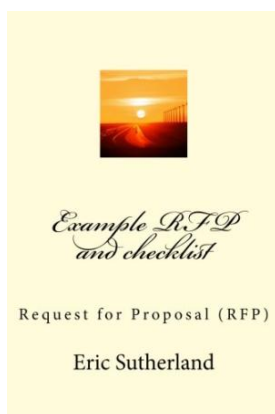 Example RFP
and checklist
Request for Proposal (RFP)
Eric Sutherland